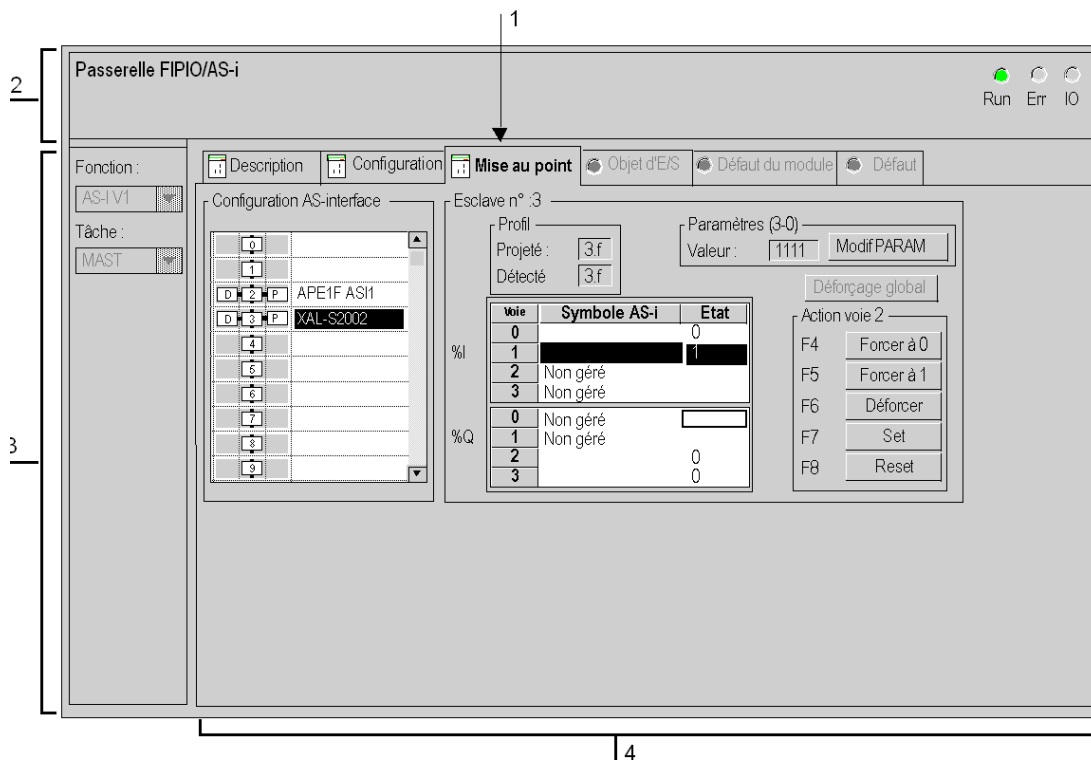 1
2
Passerelle FIPIO/AS-i
Run Err IO
3
Fonction :
AS-I V1
Tâche :
MAST
Description Configuration Mise au point Objet d'E/S Défaut du module Défaut
Configuration AS-interface
0
1
D 2 P APE1F ASI1
D 3 P XAL-S2002
4
5
6
7
8
9
Esclave n° :3
Profil
Projeté : 3.f
Détecté 3.f
Paramètres (3-0)
Valeur : 1111 Modif PARAM
Déforçage global
Voie Symbole AS-i Etat
%I
0 0
1 1
2 Non géré
3 Non géré
%Q
0 Non géré
1 Non géré
2 0
3 0
Action voie 2
F4 Forcer à 0
F5 Forcer à 1
F6 Déforcer
F7 Set
F8 Reset
4